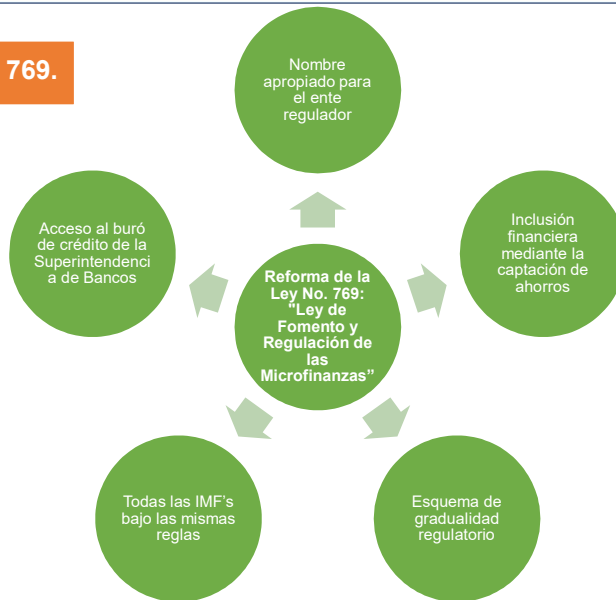 769.
Nombre
apropiado para
el ente
regulador
Acceso al buró
de crédito de la
Superintendenci
a de Bancos
Inclusión
financiera
mediante la
captación de
ahorros
Reforma de la
Ley No. 769:
"Ley de
Fomento y
Regulación de
las
Microfinanzas”
Todas las IMF's
bajo las mismas
reglas
Esquema de
gradualidad
regulatorio